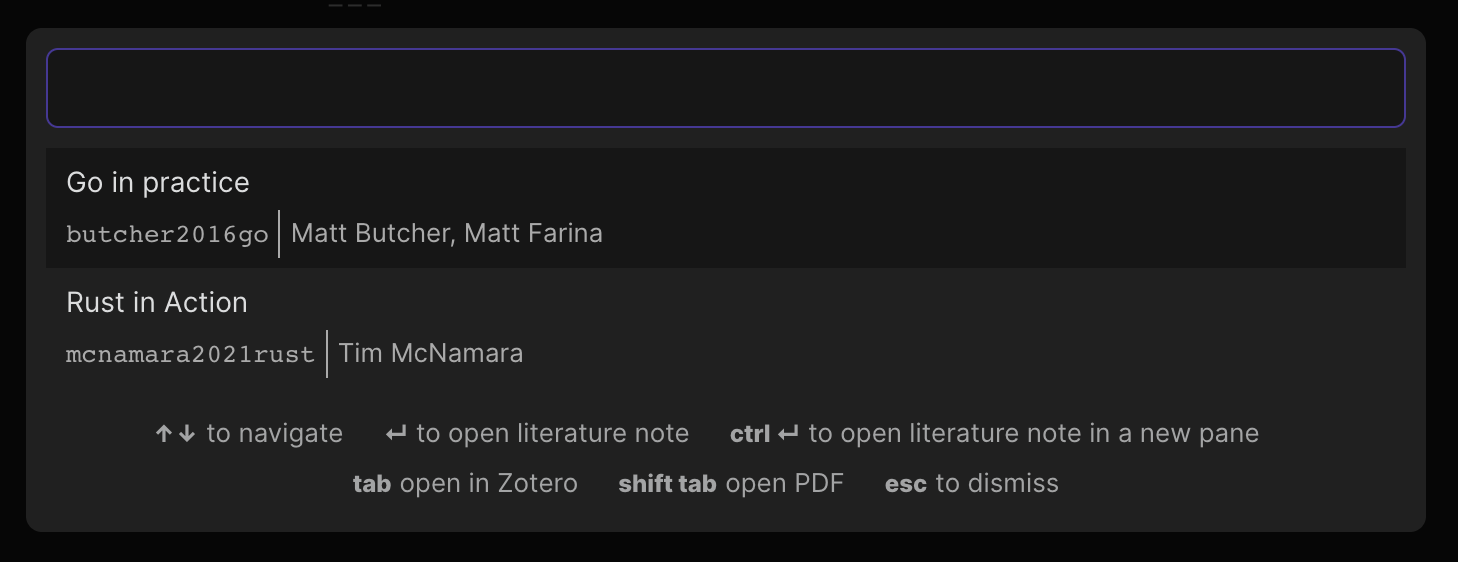 Go in practice
butcher2016go | Matt Butcher, Matt Farina
Rust in Action
mcnamara2021rust | Tim McNamara
↑↓ to navigate ↵ to open literature note ctrl ↵ to open literature note in a new pane
tab open in Zotero shift tab open PDF esc to dismiss